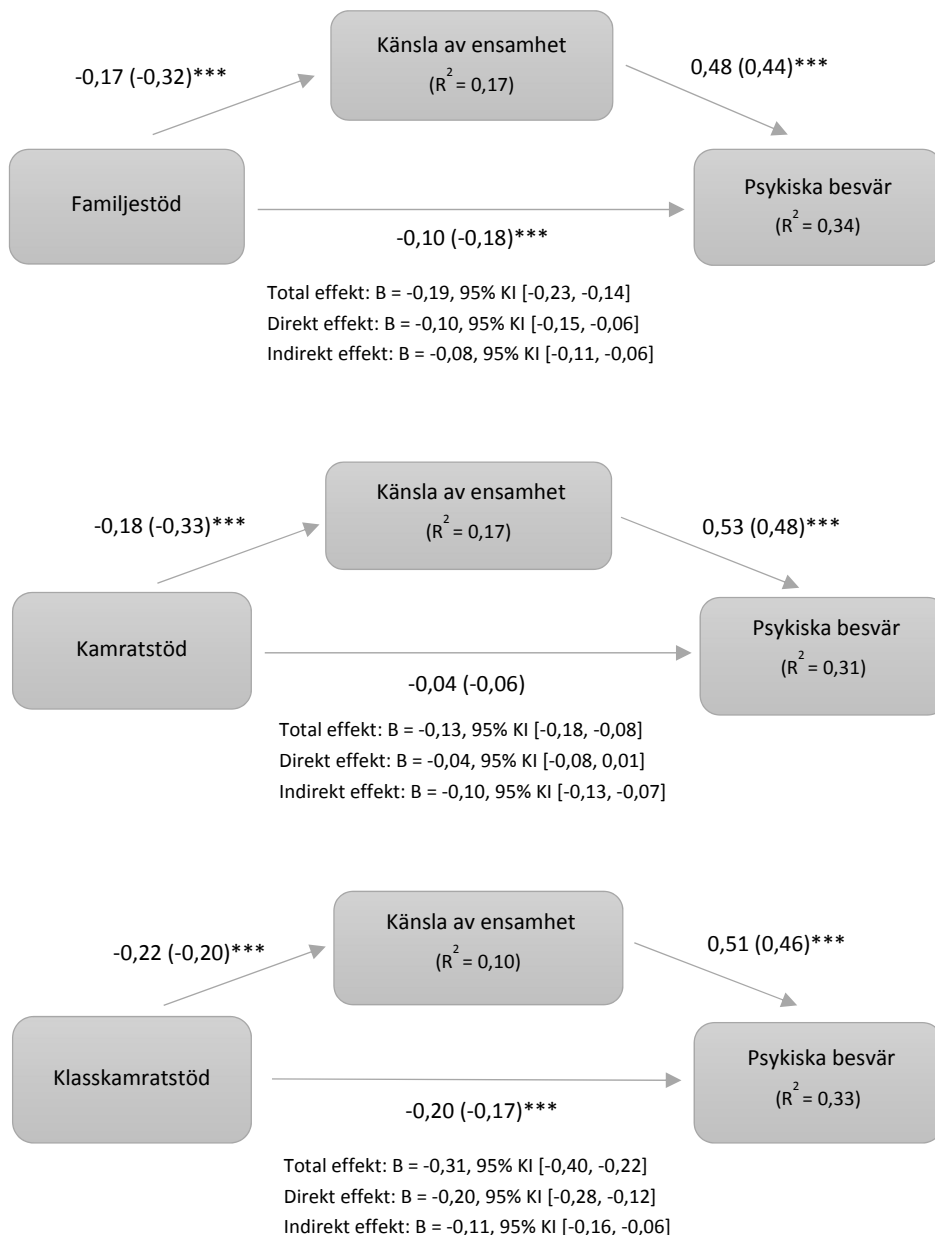 Känsla av ensamhet
(R² = 0,17)
-0,17 (-0,32)***
0,48 (0,44)***
Familjestöd
Psykiska besvär
(R² = 0,34)
-0,10 (-0,18)***
Total effekt: B = -0,19, 95% KI [-0,23, -0,14]
Direkt effekt: B = -0,10, 95% KI [-0,15, -0,06]
Indirekt effekt: B = -0,08, 95% KI [-0,11, -0,06]
Känsla av ensamhet
(R² = 0,17)
-0,18 (-0,33)***
0,53 (0,48)***
Kamratstöd
Psykiska besvär
(R² = 0,31)
-0,04 (-0,06)
Total effekt: B = -0,13, 95% KI [-0,18, -0,08]
Direkt effekt: B = -0,04, 95% KI [-0,08, 0,01]
Indirekt effekt: B = -0,10, 95% KI [-0,13, -0,07]
Känsla av ensamhet
(R² = 0,10)
-0,22 (-0,20)***
0,51 (0,46)***
Klasskamratstöd
Psykiska besvär
(R² = 0,33)
-0,20 (-0,17)***
Total effekt: B = -0,31, 95% KI [-0,40, -0,22]
Direkt effekt: B = -0,20, 95% KI [-0,28, -0,12]
Indirekt effekt: B = -0,11, 95% KI [-0,16, -0,06]